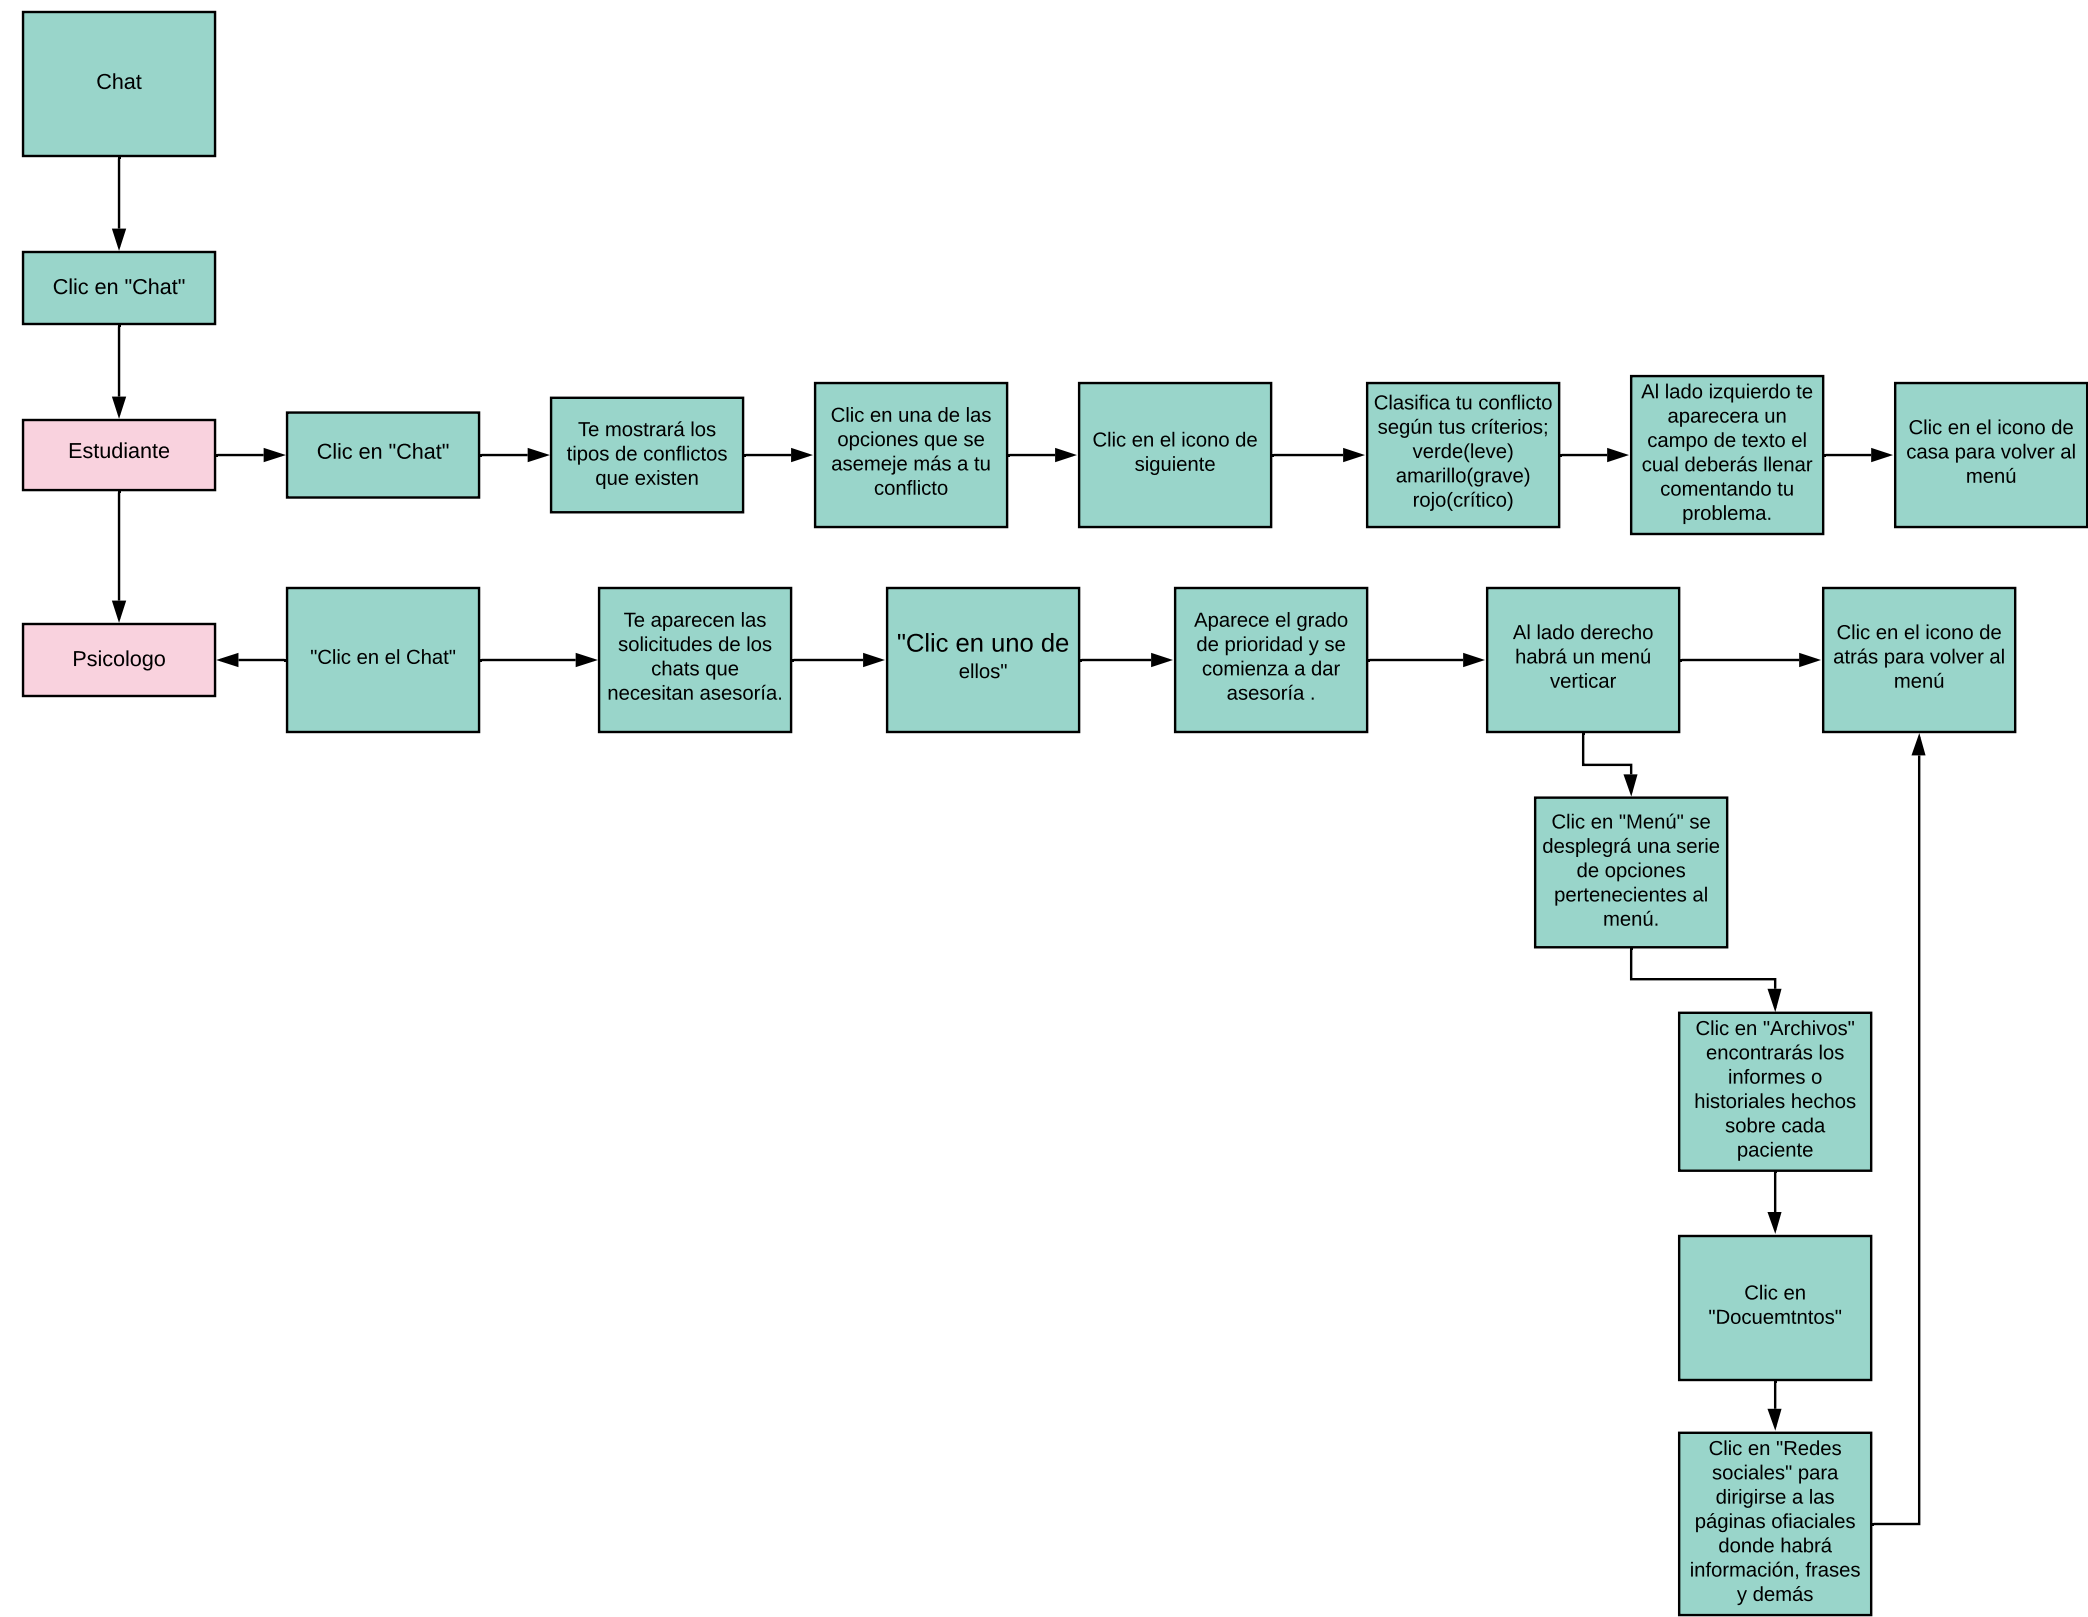 Chat
Clic en "Chat"
Estudiante
Clic en "Chat"
Te mostrará los
tipos de conflictos
que existen
Clic en una de las
opciones que se
asemeje más a tu
conflicto
Clic en el icono de
siguiente
Clasifica tu conflicto
según tus críterios;
verde(leve)
amarillo(grave)
rojo(crítico)
Al lado izquierdo te
aparecera un
campo de texto el
cual deberás llenar
comentando tu
problema.
Clic en el icono de
casa para volver al
menú
Psicologo
"Clic en el Chat"
Te aparecen las
solicitudes de los
chats que
necesitan asesoría.
"Clic en uno de
ellos"
Aparece el grado
de prioridad y se
comienza a dar
asesoría .
Al lado derecho
habrá un menú
verticar
Clic en el icono de
atrás para volver al
menú
Clic en "Menú" se
desplegrá una serie
de opciones
pertenecientes al
menú.
Clic en "Archivos"
encontrarás los
informes o
historiales hechos
sobre cada
paciente
Clic en
"Docuemtntos"
Clic en "Redes
sociales" para
dirigirse a las
páginas ofiaciales
donde habrá
información, frases
y demás